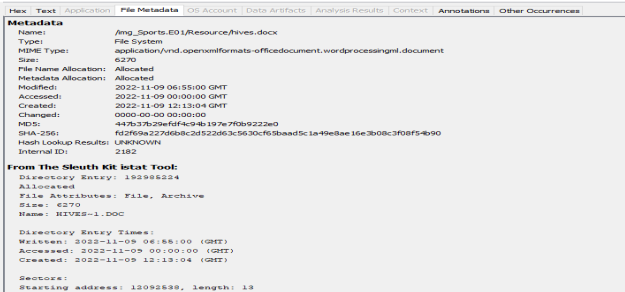 Hex Text Application File Metadata OS Account Data Artifacts Analysis Results Context Annotations Other Occurrences
Metadata
Name: /img_Sports.E01/Resource/hives.docx
Type: File System
MIME Type: application/vnd.openxmlformats-officedocument.wordprocessingml.document
Size: 6270
File Name Allocation: Allocated
Metadata Allocation: Allocated
Modified: 2022-11-09 06:55:00 GMT
Accessed: 2022-11-09 00:00:00 GMT
Created: 2022-11-09 12:13:04 GMT
Changed: 0000-00-00 00:00:00
MD5: 447b37b29efdf4c94b197e7f0b9222e0
SHA-256: fd2f69a227d6b8c2d522d63c5630cf65baad5c1a49e8ae16e3b08c3f08f54b90
Hash Lookup Results: UNKNOWN
Internal ID: 2182
From The Sleuth Kit istat Tool:
Directory Entry: 192985224
Allocated
File Attributes: File, Archive
Size: 6270
Name: HIVES~1.DOC
Directory Entry Times:
Written: 2022-11-09 06:55:00 (GMT)
Accessed: 2022-11-09 00:00:00 (GMT)
Created: 2022-11-09 12:13:04 (GMT)
Sectors:
Starting address: 12092538, length: 13